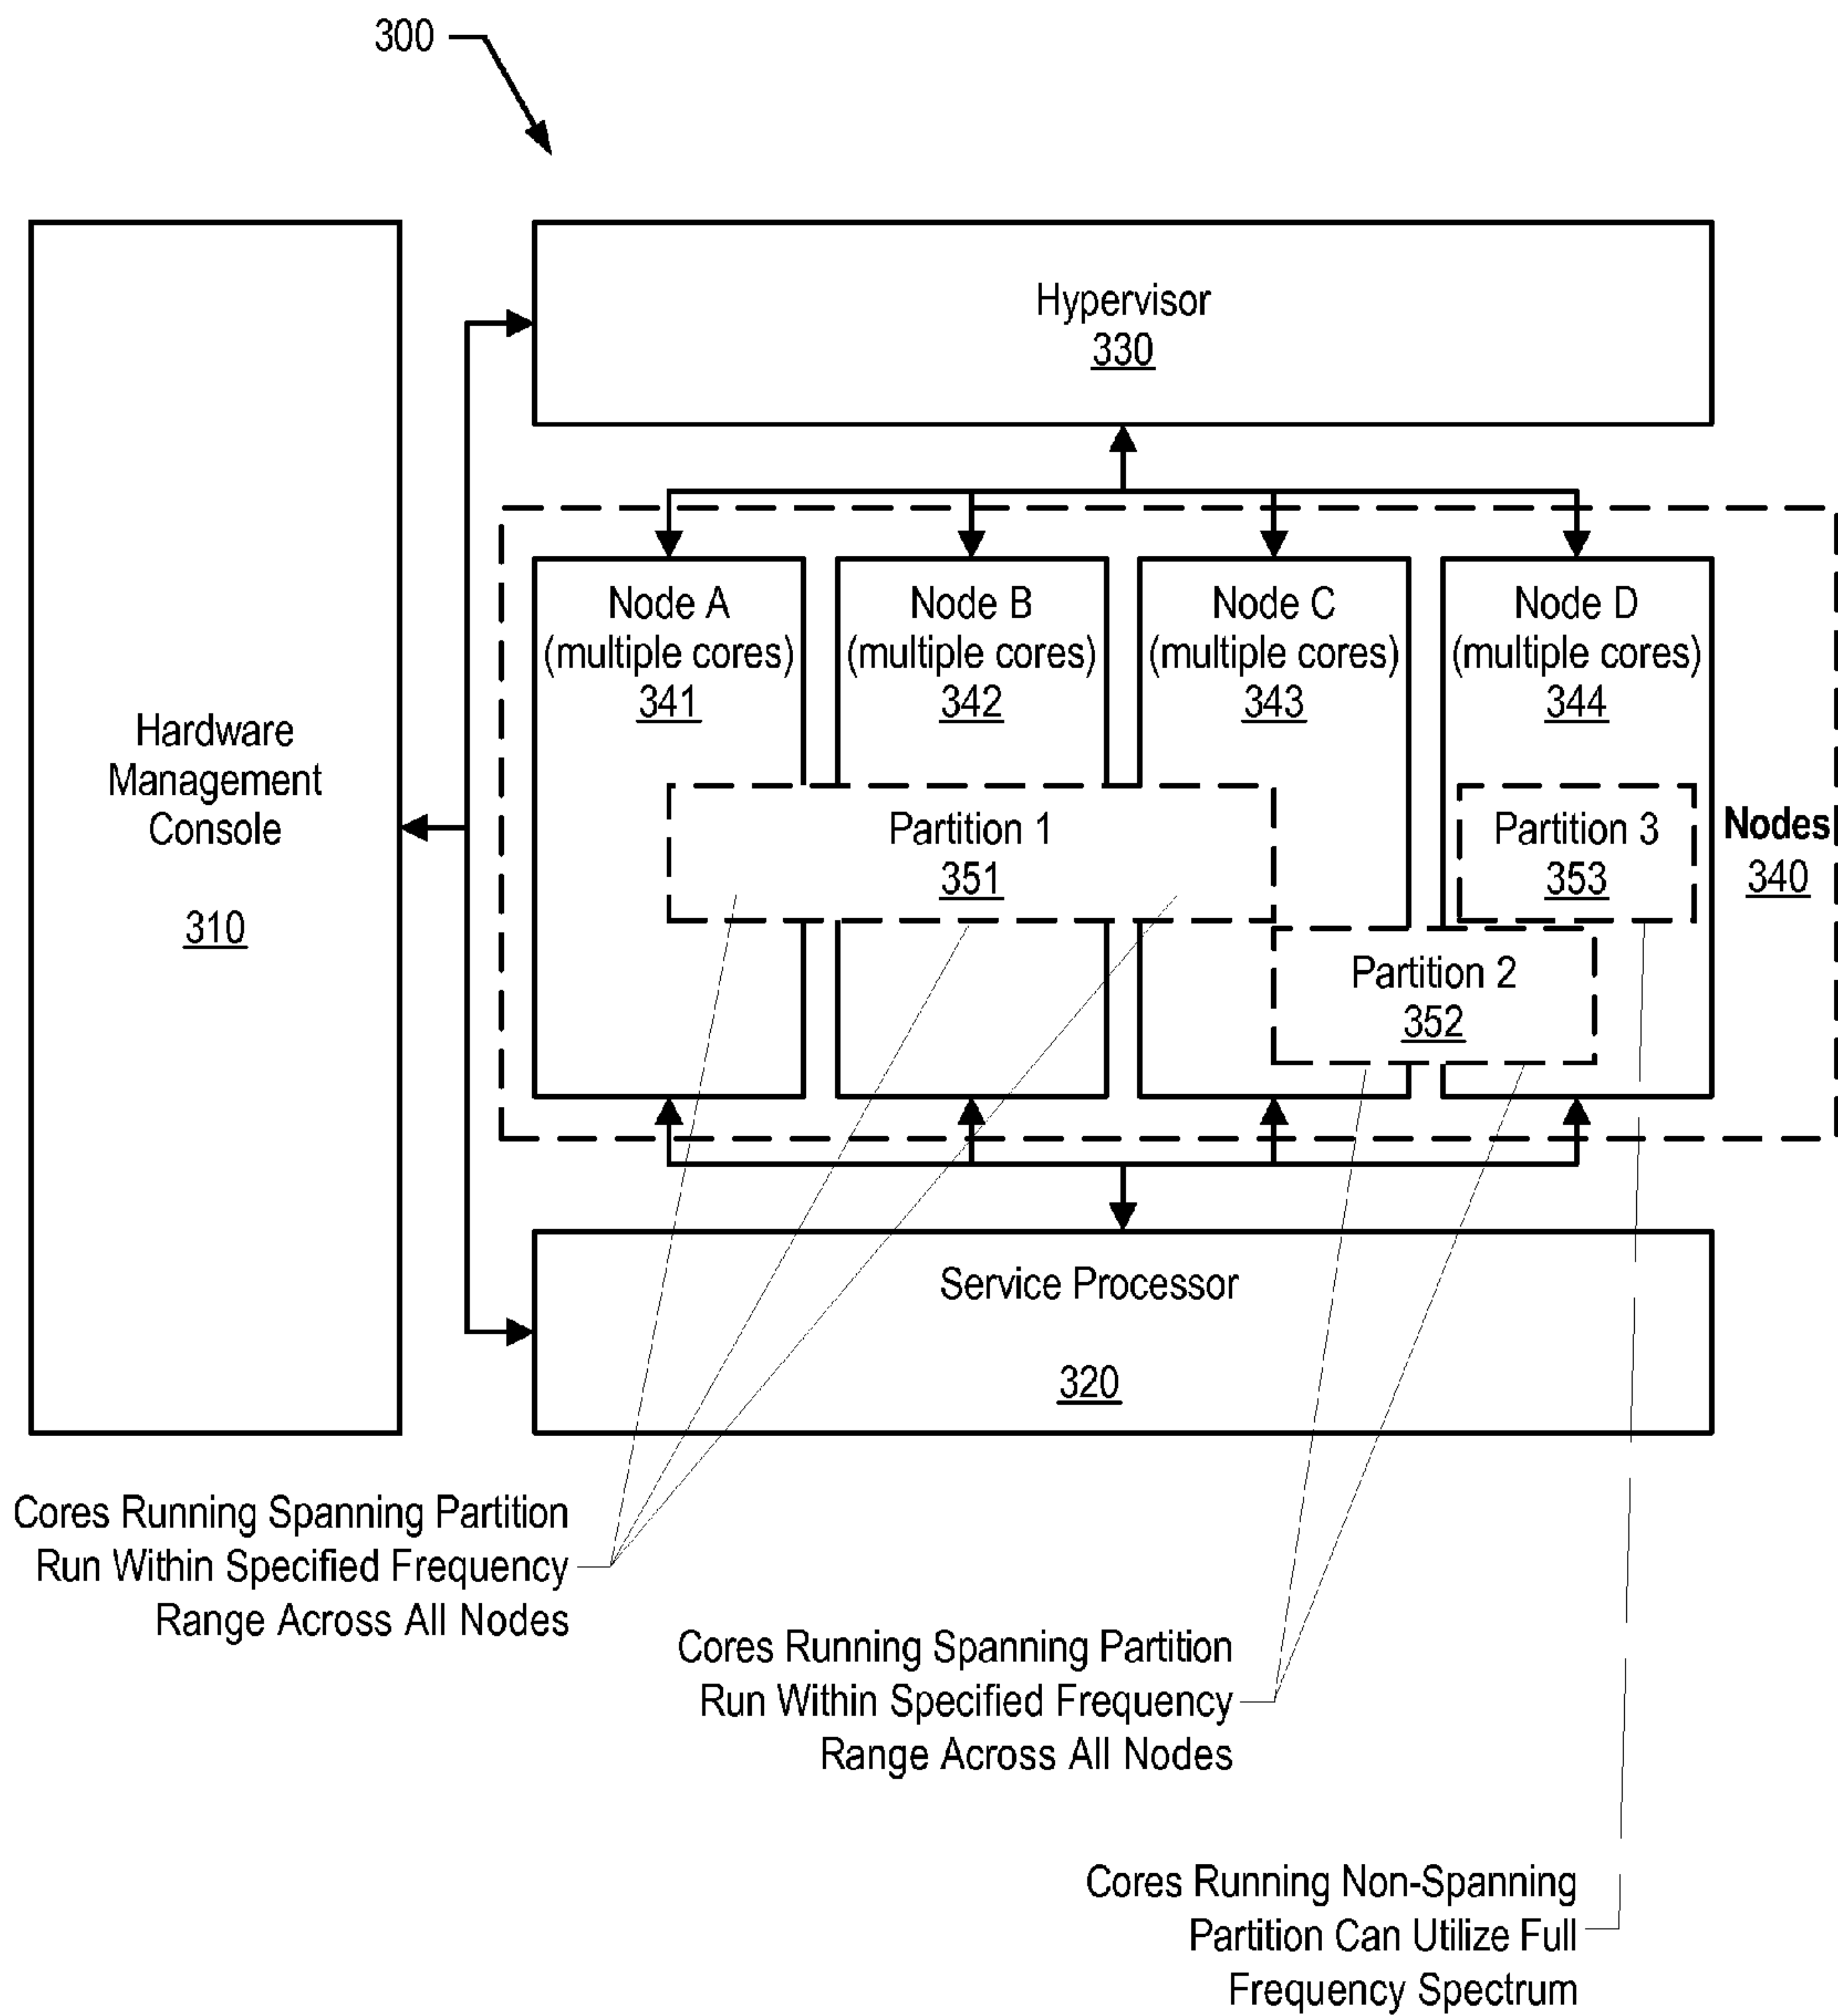 300
Hypervisor
330
Hardware
Management
Console
310
Node A
(multiple cores)
341
Node B
(multiple cores)
342
Node C
(multiple cores)
343
Node D
(multiple cores)
344
Partition 1
351
Partition 3
353
Nodes
340
Partition 2
352
Service Processor
320
Cores Running Spanning Partition
Run Within Specified Frequency
Range Across All Nodes
Cores Running Spanning Partition
Run Within Specified Frequency
Range Across All Nodes
Cores Running Non-Spanning
Partition Can Utilize Full
Frequency Spectrum